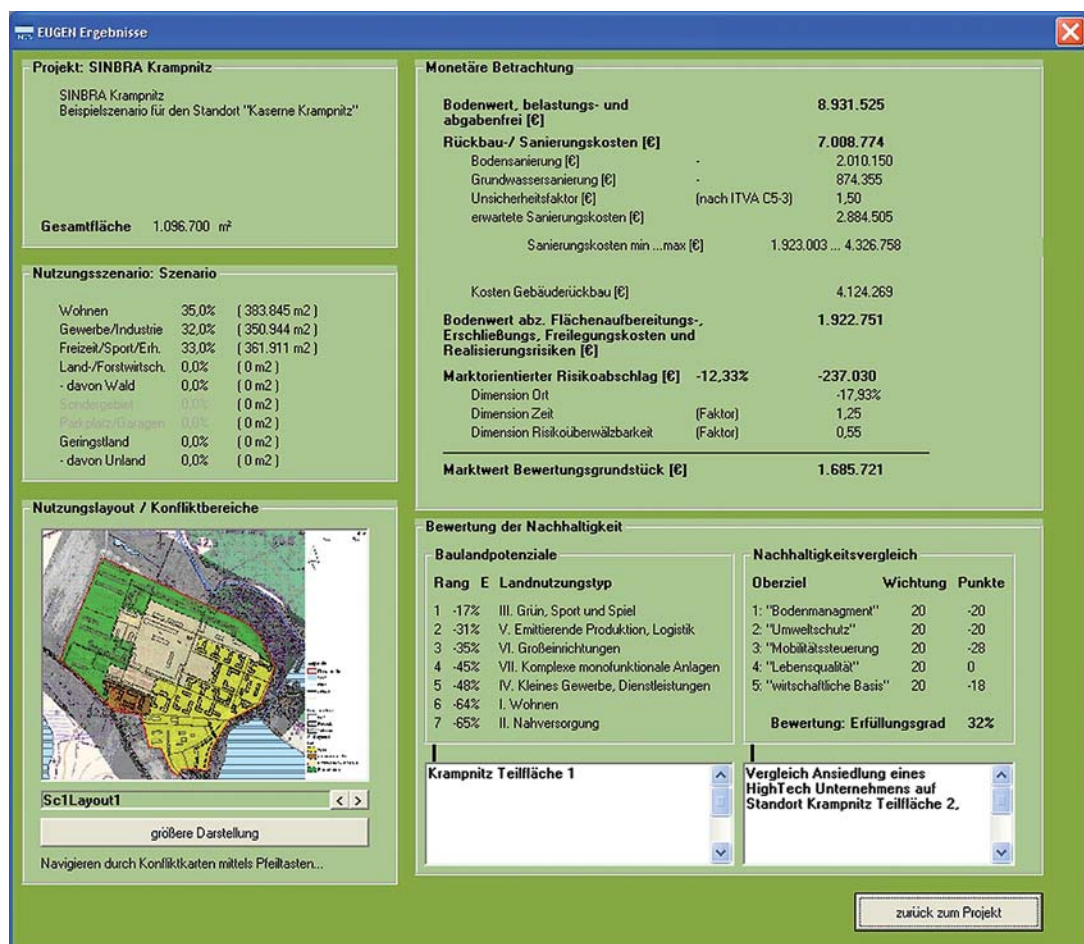 EUGEN Ergebnisse
Projekt: SINBRA Krampnitz
SINBRA Krampnitz
Beispielszenario für den Standort "Kaserne Krampnitz"
Gesamtfläche 1.096.700 m²
Nutzungsszenario: Szenario
Wohnen 35,0% ( 383.845 m2 )
Gewerbe/Industrie 32,0% ( 350.944 m2 )
Freizeit/Sport/Erh. 33,0% ( 361.911 m2 )
Land-/Forstwirtsch. 0,0% ( 0 m2 )
- davon Wald 0,0% ( 0 m2 )
Sondergebiet 0,0% ( 0 m2 )
Parkplatz/Garagen 0,0% ( 0 m2 )
Geringstland 0,0% ( 0 m2 )
- davon Unland 0,0% ( 0 m2 )
Nutzungslayout / Konfliktbereiche
Sc1Layout1
< >
größere Darstellung
Navigieren durch Konfliktkarten mittels Pfeiltasten...
Monetäre Betrachtung
Bodenwert, belastungs- und 8.931.525
abgabenfrei [€]
Rückbau-/ Sanierungskosten [€] 7.008.774
Bodensanierung [€] - 2.010.150
Grundwassersanierung [€] - 874.355
Unsicherheitsfaktor [€] (nach ITVA C5-3) 1,50
erwartete Sanierungskosten [€] 2.884.505
Sanierungskosten min ...max [€] 1.923.003 ... 4.326.758
Kosten Gebäuderückbau [€] 4.124.269
Bodenwert abz. Flächenaufbereitungs-, 1.922.751
Erschließungs, Freilegungskosten und
Realisierungsrisiken [€]
Marktorientierter Risikoabschlag [€] -12,33% -237.030
Dimension Ort -17,93%
Dimension Zeit (Faktor) 1,25
Dimension Risikoüberwälzbarkeit (Faktor) 0,55
Marktwert Bewertungsgrundstück [€] 1.685.721
Bewertung der Nachhaltigkeit
Baulandpotenziale
Rang E Landnutzungstyp
1 -17% III. Grün, Sport und Spiel
2 -31% V. Emittierende Produktion, Logistik
3 -35% VI. Großeinrichtungen
4 -45% VII. Komplexe monofunktionale Anlagen
5 -48% IV. Kleines Gewerbe, Dienstleistungen
6 -64% I. Wohnen
7 -65% II. Nahversorgung
Krampnitz Teilfläche 1
Nachhaltigkeitsvergleich
Oberziel Wichtung Punkte
1: "Bodenmanagment" 20 -20
2: "Umweltschutz" 20 -20
3: "Mobilitätssteuerung 20 -28
4: "Lebensqualität" 20 0
5: "wirtschaftliche Basis" 20 -18
Bewertung: Erfüllungsgrad 32%
Vergleich Ansiedlung eines
HighTech Unternehmens auf
Standort Krampnitz Teilfläche 2,
zurück zum Projekt